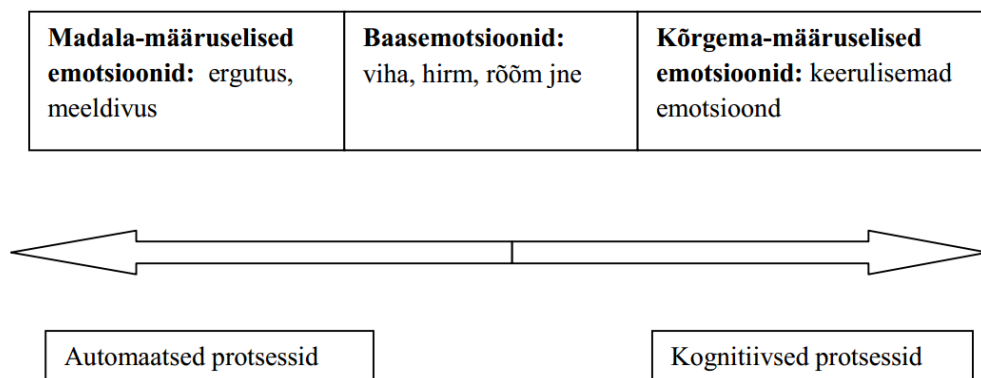 Madala-määruselised
emotsioonid: ergutus,
meeldivus
Baasemotsioonid:
viha, hirm, rõõm jne
Kõrgema-määruselised
emotsioonid: keerulisemad
emotsioond
Automaatsed protsessid
Kognitiivsed protsessid